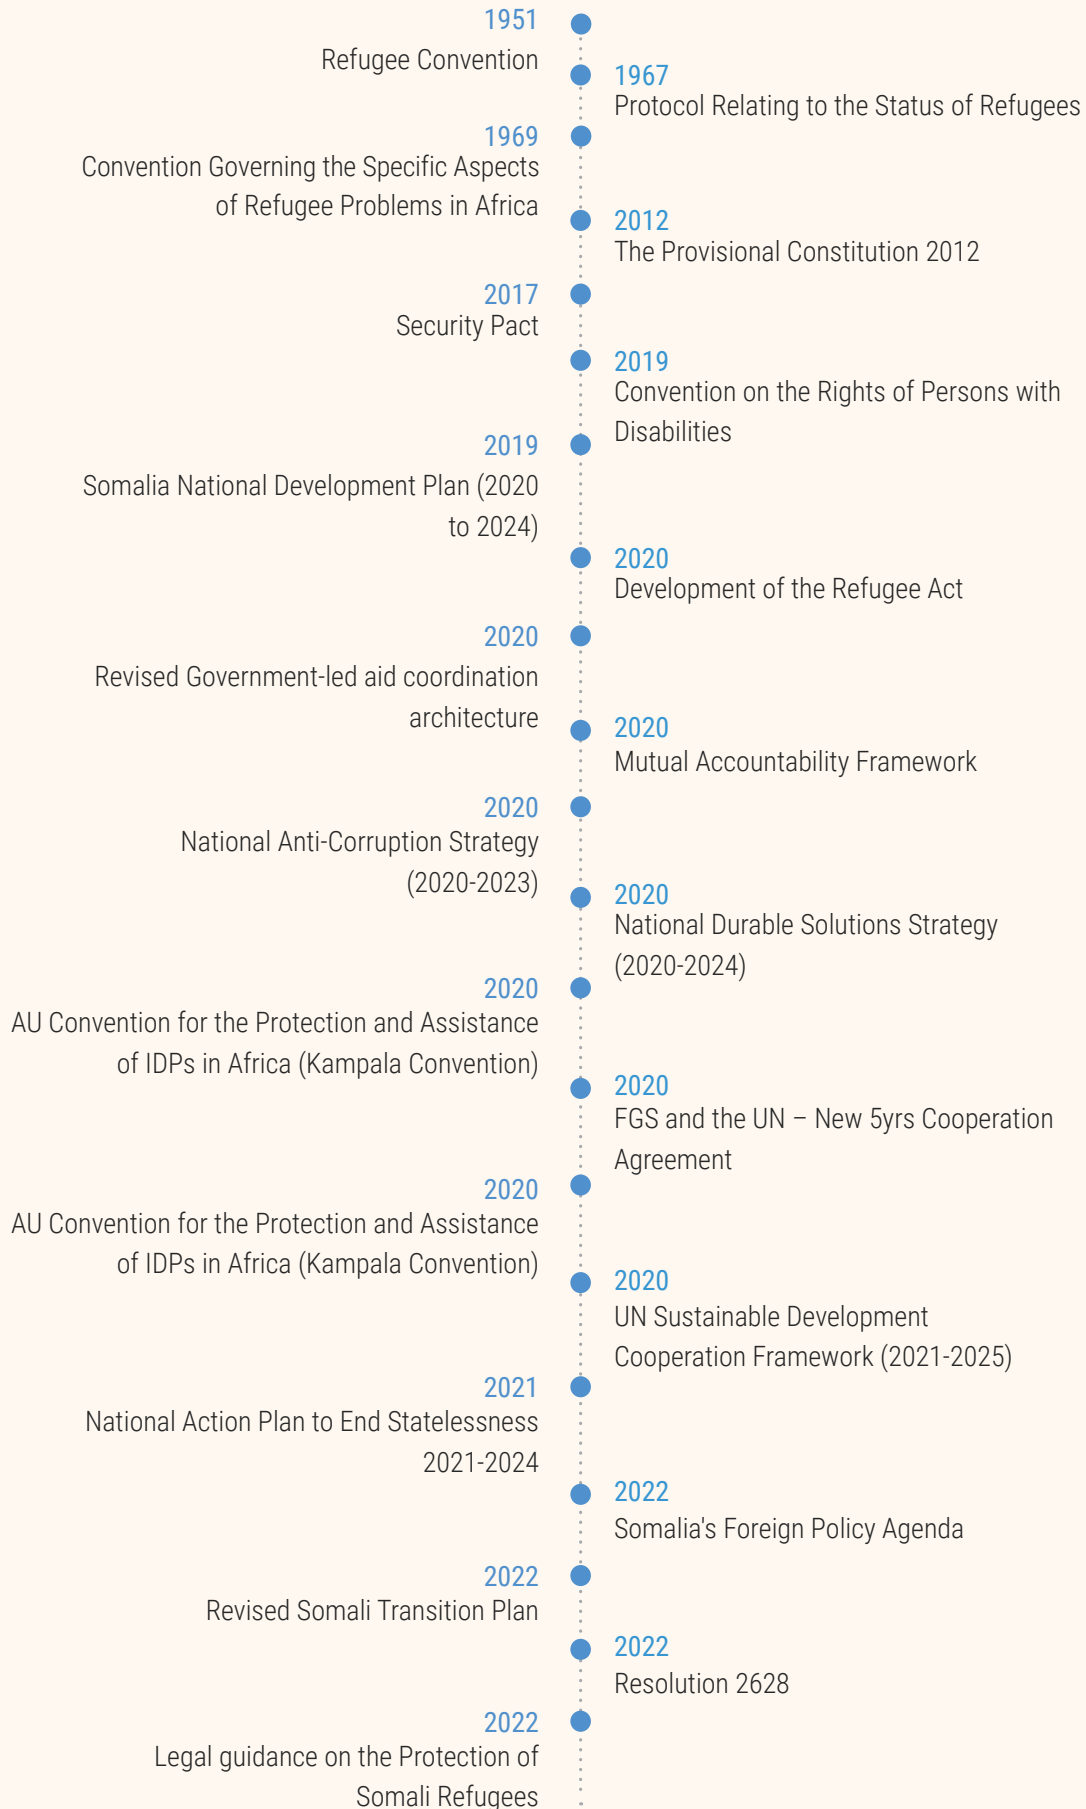 1951
Refugee Convention
1967
Protocol Relating to the Status of Refugees
1969
Convention Governing the Specific Aspects
of Refugee Problems in Africa
2012
The Provisional Constitution 2012
2017
Security Pact
2019
Convention on the Rights of Persons with
Disabilities
2019
Somalia National Development Plan (2020
to 2024)
2020
Development of the Refugee Act
2020
Revised Government-led aid coordination
architecture
2020
Mutual Accountability Framework
2020
National Anti-Corruption Strategy
(2020-2023)
2020
National Durable Solutions Strategy
(2020-2024)
2020
AU Convention for the Protection and Assistance
of IDPs in Africa (Kampala Convention)
2020
FGS and the UN – New 5yrs Cooperation
Agreement
2020
AU Convention for the Protection and Assistance
of IDPs in Africa (Kampala Convention)
2020
UN Sustainable Development
Cooperation Framework (2021-2025)
2021
National Action Plan to End Statelessness
2021-2024
2022
Somalia's Foreign Policy Agenda
2022
Revised Somali Transition Plan
2022
Resolution 2628
2022
Legal guidance on the Protection of
Somali Refugees